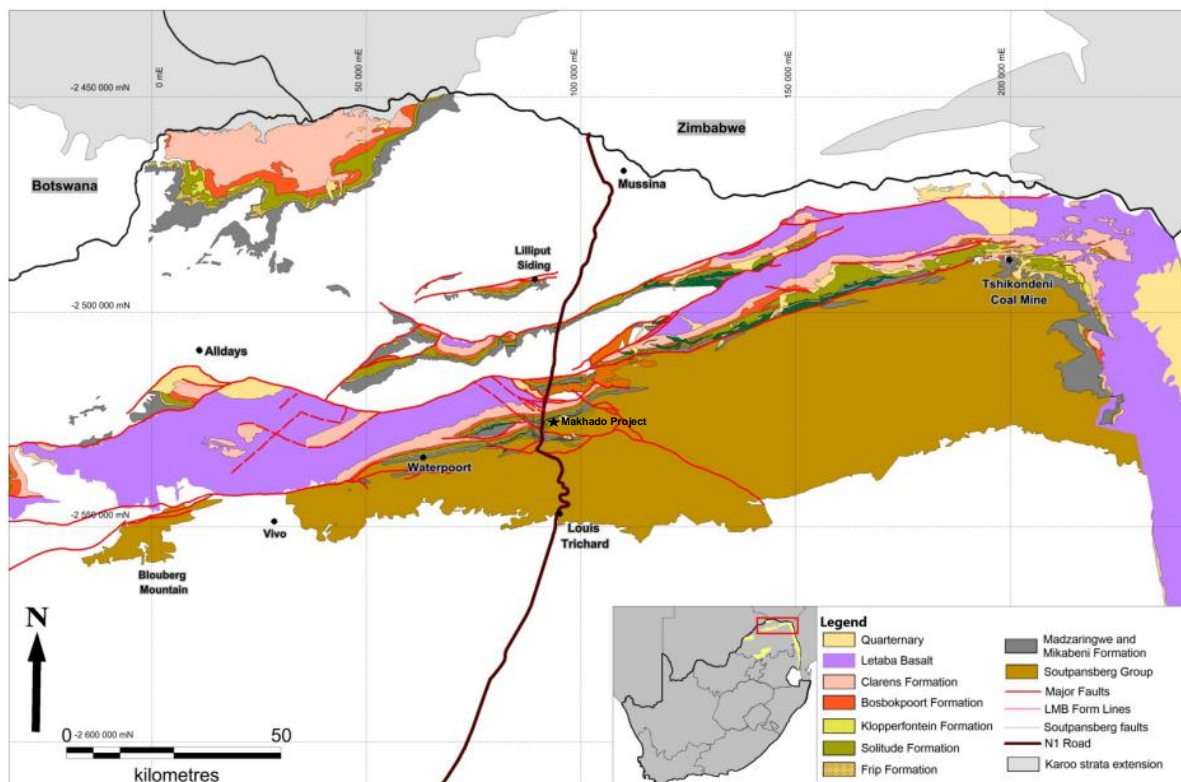 0 mE
50 000 mE
100 000 mE
150 000 mE
200 000 mE
-2 450 000 mN
Zimbabwe
Botswana
Mussina
Lilliput
Siding
Tshikondeni
Coal Mine
-2 500 000 mN
Alldays
Makhado Project
Waterpoort
-2 550 000 mN
Vivo
Louis
Trichard
Blouberg
Mountain
N
0
-2 600 000 mN
50
kilometres
Legend
Quarternary
Letaba Basalt
Clarens Formation
Bosbokpoort Formation
Klopperfontein Formation
Solitude Formation
Frip Formation
Madzaringwe and
Mikabeni Formation
Soutpansberg Group
Major Faults
LMB Form Lines
Soutpansberg faults
N1 Road
Karoo strata extension